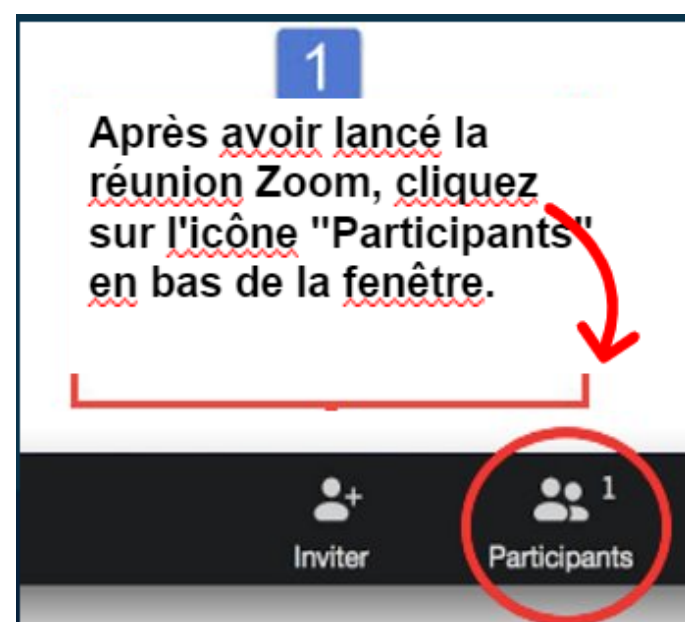 1
Après avoir lancé la
réunion Zoom, cliquez
sur l'icône "Participants"
en bas de la fenêtre.
1
Inviter
Participants